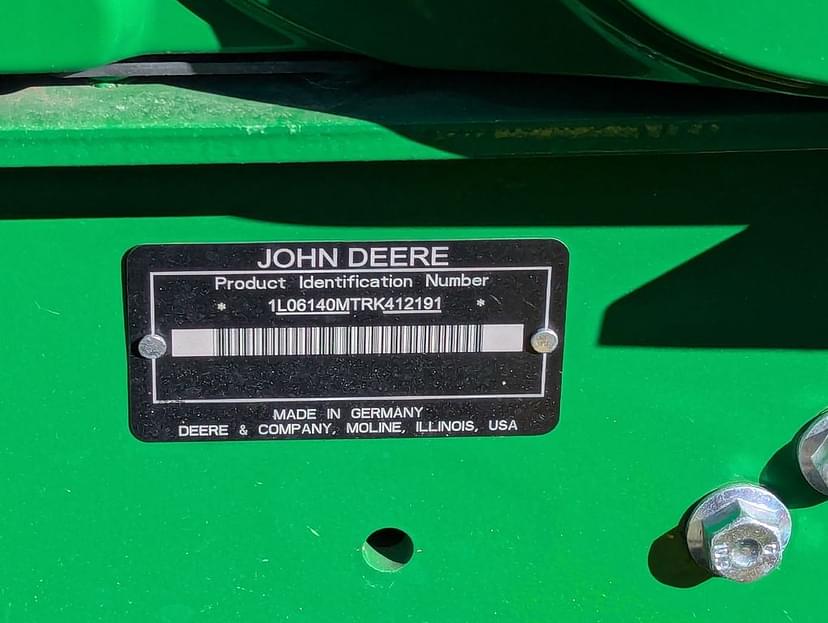 JOHN DEERE
Product Identification Number
* 1L06140MTRK412191 *
MADE IN GERMANY
DEERE & COMPANY, MOLINE, ILLINOIS, USA